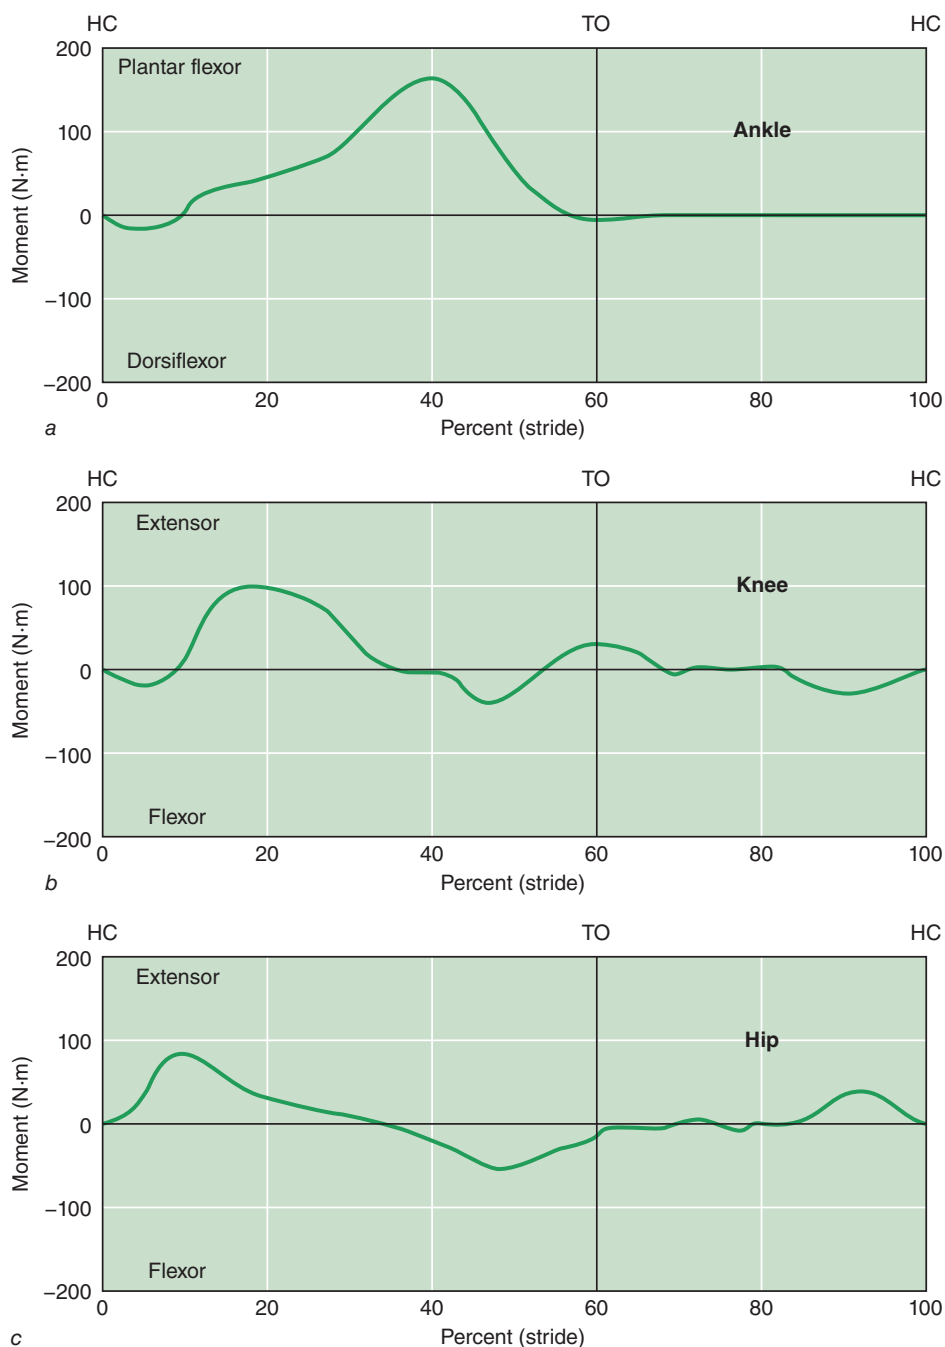 HC TO HC
200
Plantar flexor
100
Ankle
Moment (N·m)
0
−100
Dorsiflexor
−200
0 20 40 60 80 100
a
Percent (stride)
HC TO HC
200
Extensor
100
Knee
Moment (N·m)
0
−100
Flexor
−200
0 20 40 60 80 100
b
Percent (stride)
HC TO HC
200
Extensor
100
Hip
Moment (N·m)
0
−100
Flexor
−200
0 20 40 60 80 100
c
Percent (stride)